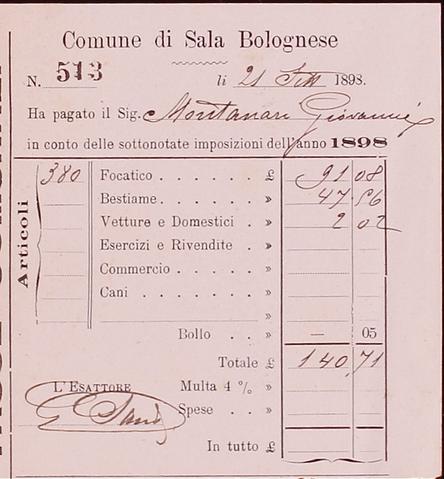 Comune di Sala Bolognese
N. 513 li 21 Sett 1898.
Ha pagato il Sig. Montanari Giovanni
in conto delle sottonotate imposizioni dell'anno 1898
Articoli
380 Focatico . . . . . . £ 91 08
Bestiame . . . . . . » 47 56
Vetture e Domestici . » 2 02
Esercizi e Rivendite . »
Commercio . . . . . »
Cani . . . . . . . »
»
Bollo . . » — 05
Totale £ 140,71
L'ESATTORE Multa 4 % »
Spese . . »
In tutto £